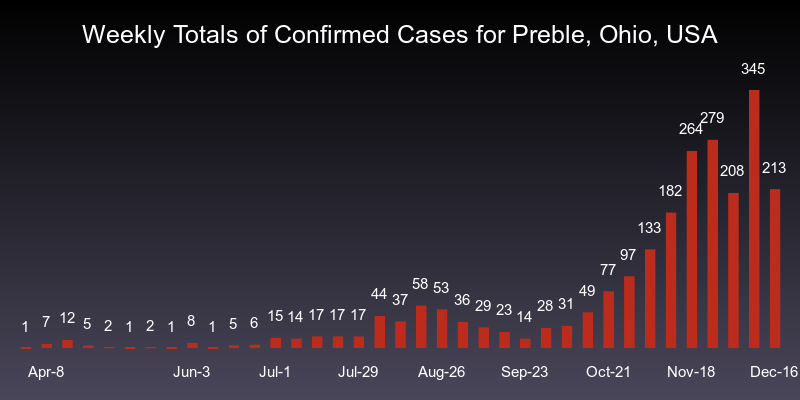 Weekly Totals of Confirmed Cases for Preble, Ohio, USA
1 7 12 5 2 1 2 1 8 1 5 6 15 14 17 17 17 44 37 58 53 36 29 23 14 28 31 49 77 97 133 182 264 279 208 345 213
Apr-8 Jun-3 Jul-1 Jul-29 Aug-26 Sep-23 Oct-21 Nov-18 Dec-16